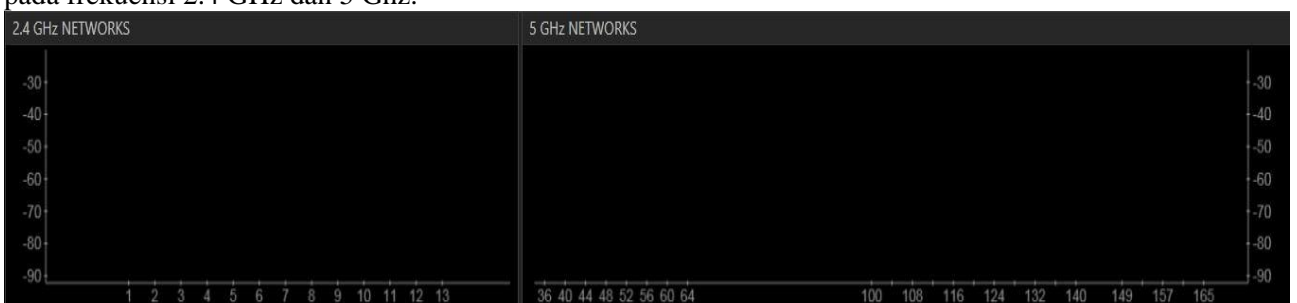 pada frekuensi 2.4 GHz dan 5 Ghz.
2.4 GHz NETWORKS
5 GHz NETWORKS
-30
-40
-50
-60
-70
-80
-90
1 2 3 4 5 6 7 8 9 10 11 12 13
36 40 44 48 52 56 60 64 100 108 116 124 132 140 149 157 165
-30
-40
-50
-60
-70
-80
-90